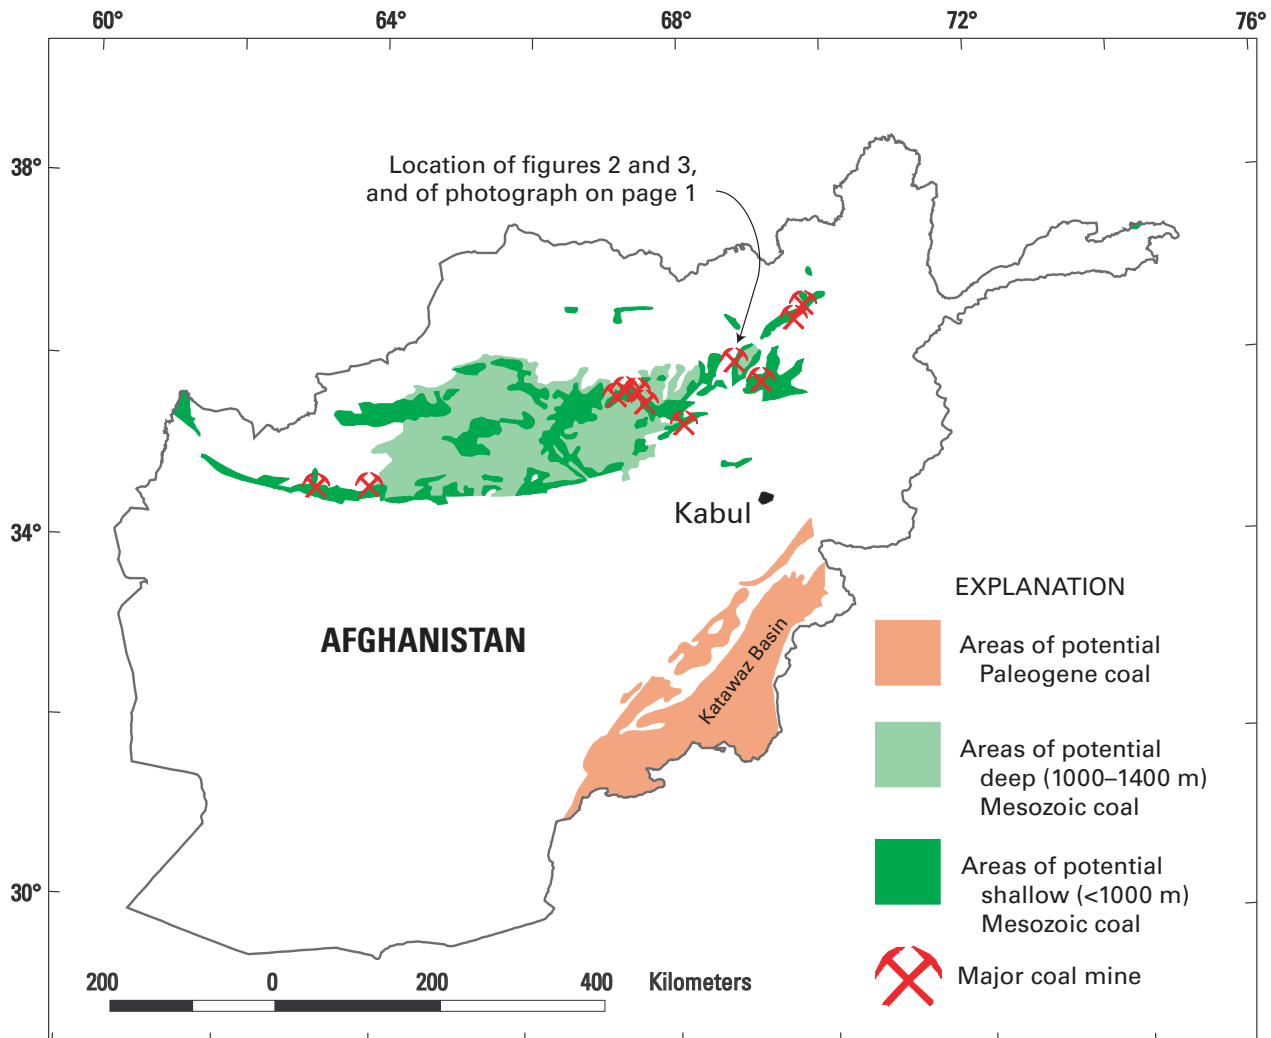 60° 64° 68° 72° 76°
38°
Location of figures 2 and 3,
and of photograph on page 1
Kabul
34°
AFGHANISTAN
Katawaz Basin
EXPLANATION
Areas of potential
Paleogene coal
Areas of potential
deep (1000–1400 m)
Mesozoic coal
Areas of potential
shallow (<1000 m)
Mesozoic coal
Major coal mine
30°
200 0 200 400 Kilometers